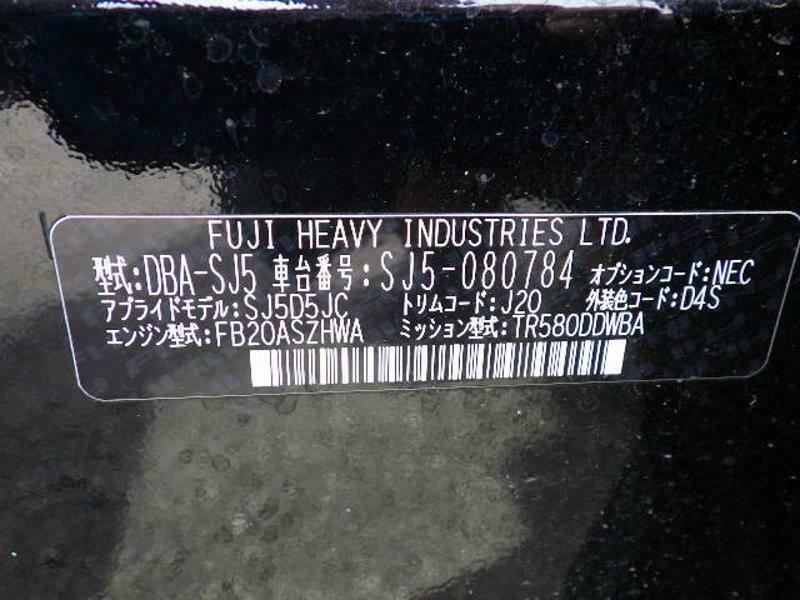 FUJI HEAVY INDUSTRIES LTD.
型式:DBA-SJ5 車台番号:SJ5-080784 オプションコード:NEC
アプライドモデル:SJ5D5JC トリムコード:J20 外装色コード:D4S
エンジン型式:FB20ASZHWA ミッション型式:TR580DDWBA